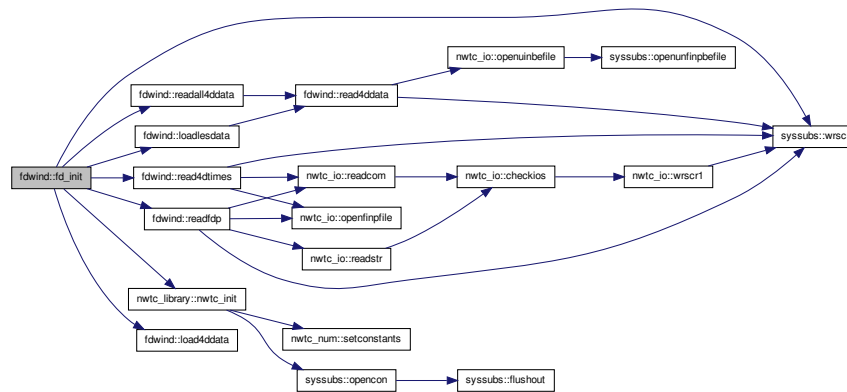 nwtc_io::openuinbefile
syssubs::openunfinpbefile
fdwind::readall4ddata
fdwind::read4ddata
fdwind::loadlesdata
syssubs::wrscr
fdwind::fd_init
fdwind::read4dtimes
nwtc_io::readcom
nwtc_io::checkios
nwtc_io::wrscr1
fdwind::readfdp
nwtc_io::openfinpfile
nwtc_io::readstr
nwtc_library::nwtc_init
fdwind::load4ddata
nwtc_num::setconstants
syssubs::opencon
syssubs::flushout